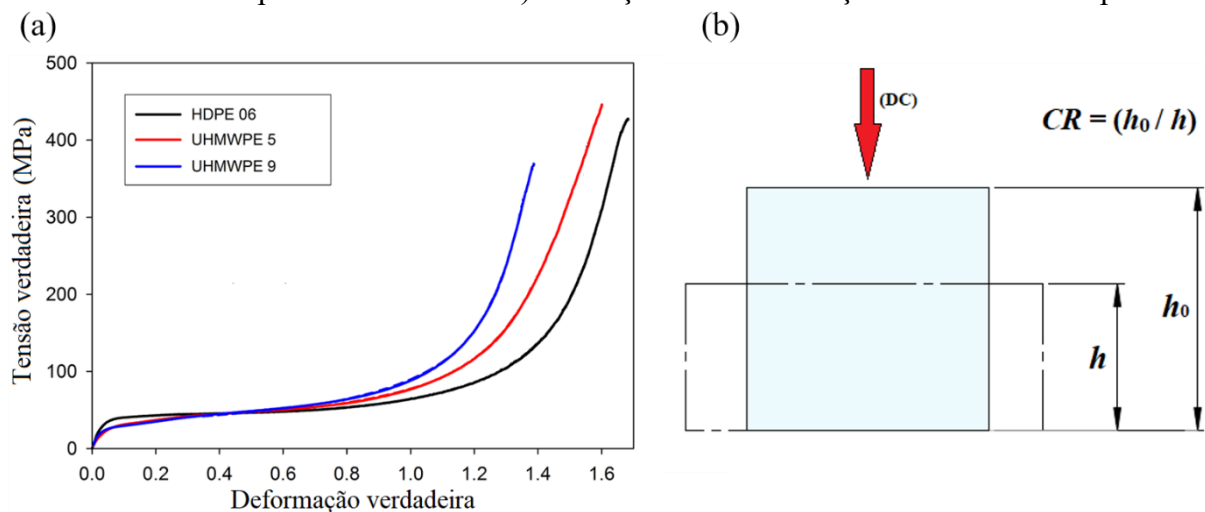 (a)
(b)
500
400
300
200
100
0
Tensão verdadeira (MPa)
HDPE 06
UHMWPE 5
UHMWPE 9
0.0 0.2 0.4 0.6 0.8 1.0 1.2 1.4 1.6
Deformação verdadeira
(DC)
CR = (h0 / h)
h
h0